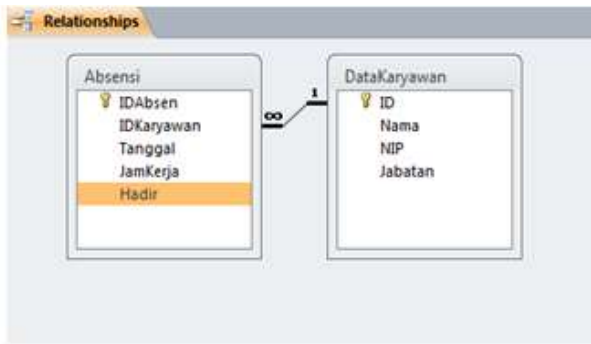 Relationships
Absensi
IDAbsen
IDKaryawan
Tanggal
JamKerja
Hadir
∞
1
DataKaryawan
ID
Nama
NIP
Jabatan